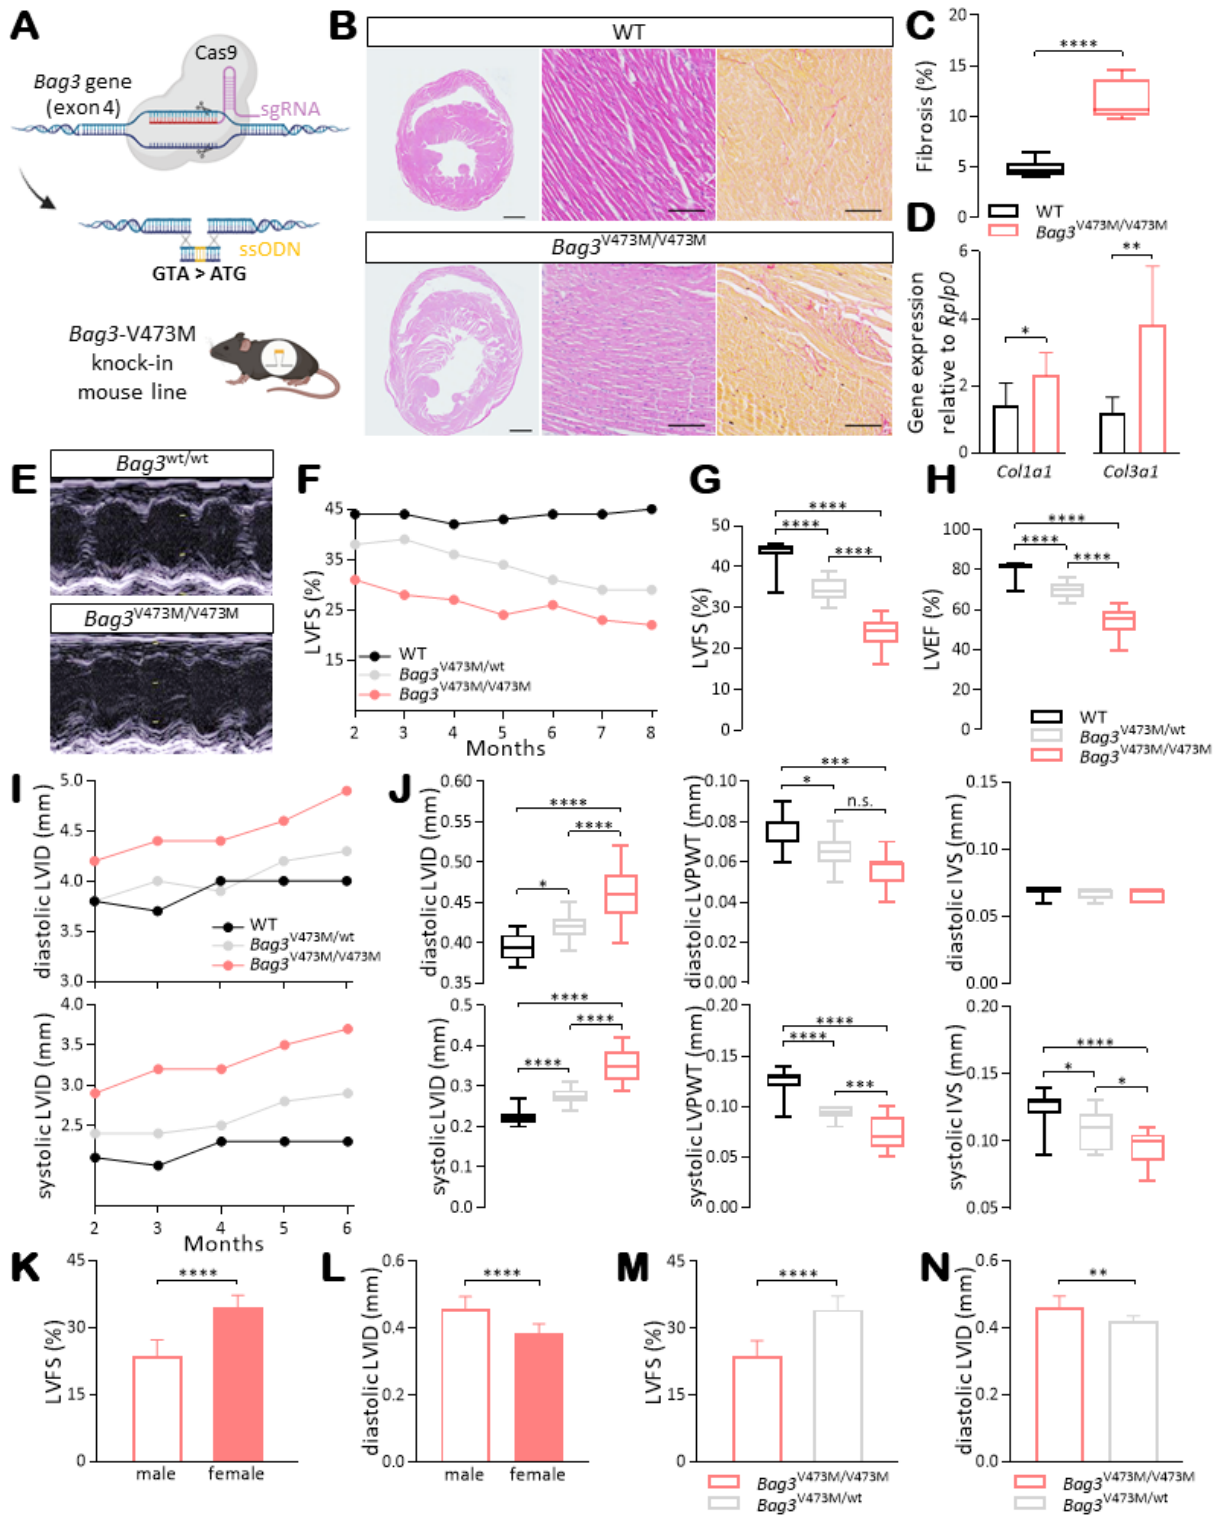 A
Cas9
Bag3 gene
(exon 4)
sgRNA
ssODN
GTA > ATG
Bag3-V473M
knock-in
mouse line
B
WT
Bag3V473M/V473M
C
Fibrosis (%)
20
15
10
5
0
****
WT
Bag3V473M/V473M
D
Gene expression
relative to Rplp0
6
4
2
0
*
**
Col1a1
Col3a1
E
Bag3wt/wt
Bag3V473M/V473M
F
LVFS (%)
45
35
25
15
WT
Bag3V473M/wt
Bag3V473M/V473M
2 3 4 5 6 7 8
Months
G
LVFS (%)
50
40
30
20
10
0
****
****
****
H
LVEF (%)
100
80
60
40
20
0
****
****
****
WT
Bag3V473M/wt
Bag3V473M/V473M
I
diastolic LVID (mm)
5.0
4.5
4.0
3.5
3.0
WT
Bag3V473M/wt
Bag3V473M/V473M
systolic LVID (mm)
4.0
3.5
3.0
2.5
2 3 4 5 6
Months
J
diastolic LVID (mm)
0.60
0.55
0.50
0.45
0.40
0.35
****
****
*
diastolic LVPWT (mm)
0.10
0.08
0.06
0.04
0.02
0.00
***
*
n.s.
diastolic IVS (mm)
0.15
0.10
0.05
0.00
systolic LVID (mm)
0.5
0.4
0.3
0.2
0.1
0.0
****
****
****
systolic LVPWT (mm)
0.20
0.15
0.10
0.05
0.00
****
****
***
systolic IVS (mm)
0.20
0.15
0.10
0.05
****
*
*
K
LVFS (%)
45
30
15
0
****
male female
L
diastolic LVID (mm)
0.6
0.4
0.2
0.0
****
male female
M
LVFS (%)
45
30
15
0
****
Bag3V473M/V473M
Bag3V473M/wt
N
diastolic LVID (mm)
0.6
0.4
0.2
0.0
**
Bag3V473M/V473M
Bag3V473M/wt